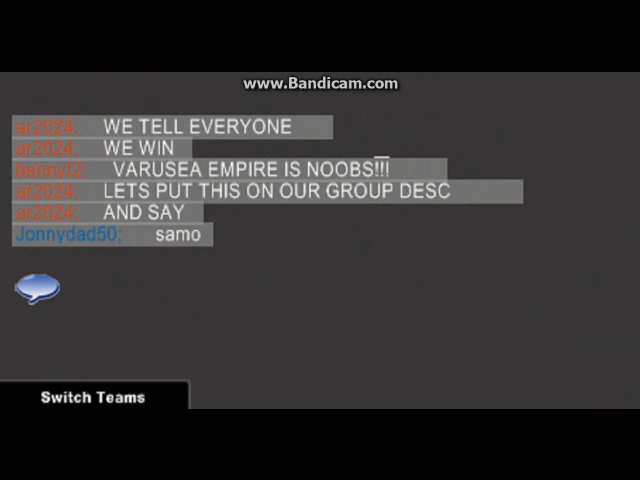 www.Bandicam.com
ar2024; WE TELL EVERYONE
ar2024; WE WIN
bennyt2; VARUSEA EMPIRE IS NOOBS!!!
ar2024; LETS PUT THIS ON OUR GROUP DESC
ar2024; AND SAY
Jonnydad50; samo
Switch Teams